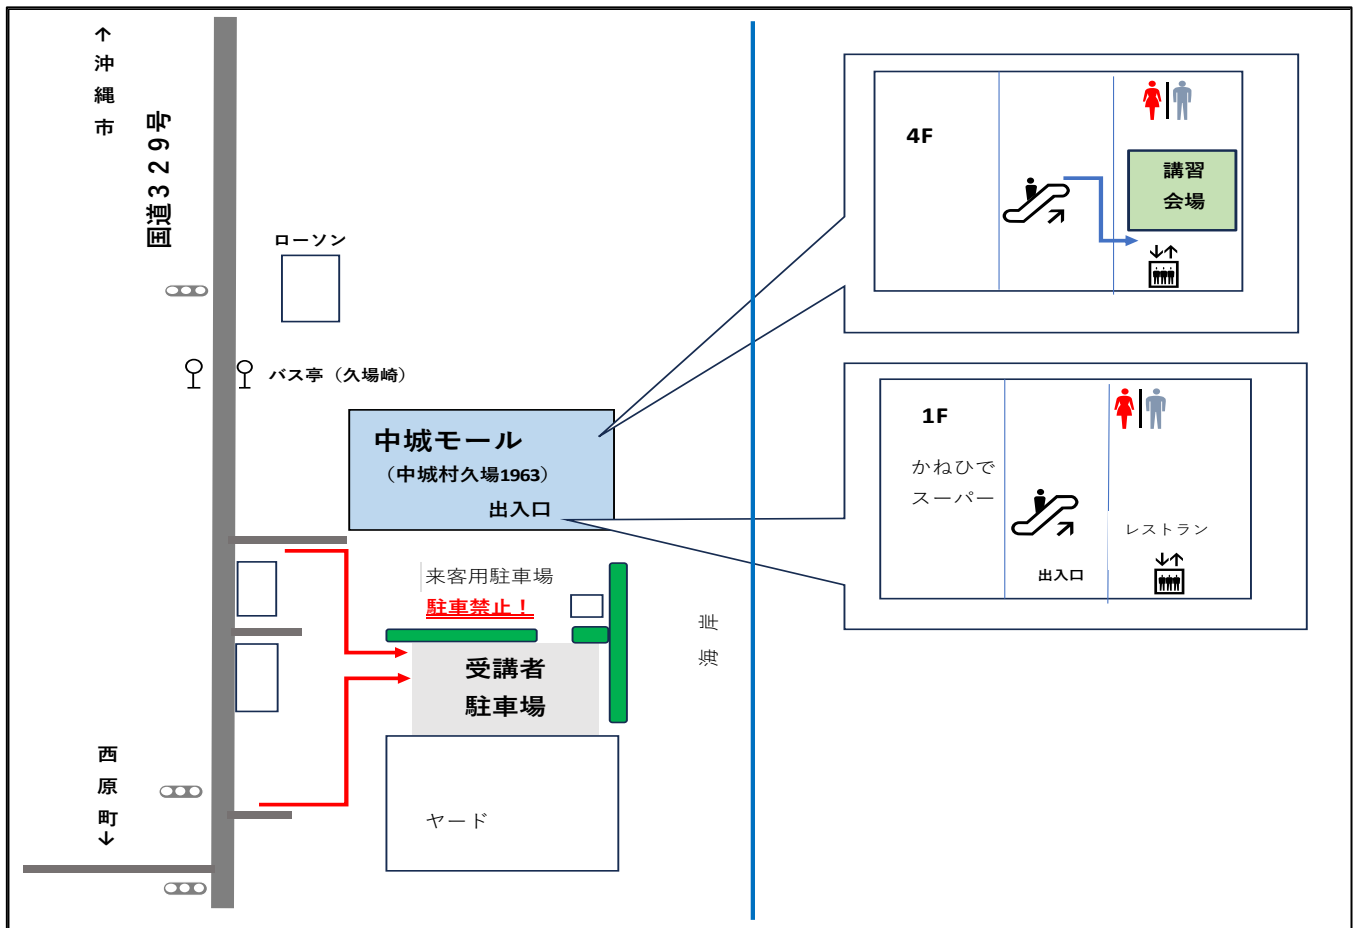 ↑沖縄市
国道329号
ローソン
バス亭（久場崎）
中城モール
（中城村久場1963）
出入口
来客用駐車場
駐車禁止！
受講者
駐車場
ヤード
西原町↓
海岸
4F
講習
会場
1F
かねひで
スーパー
レストラン
出入口